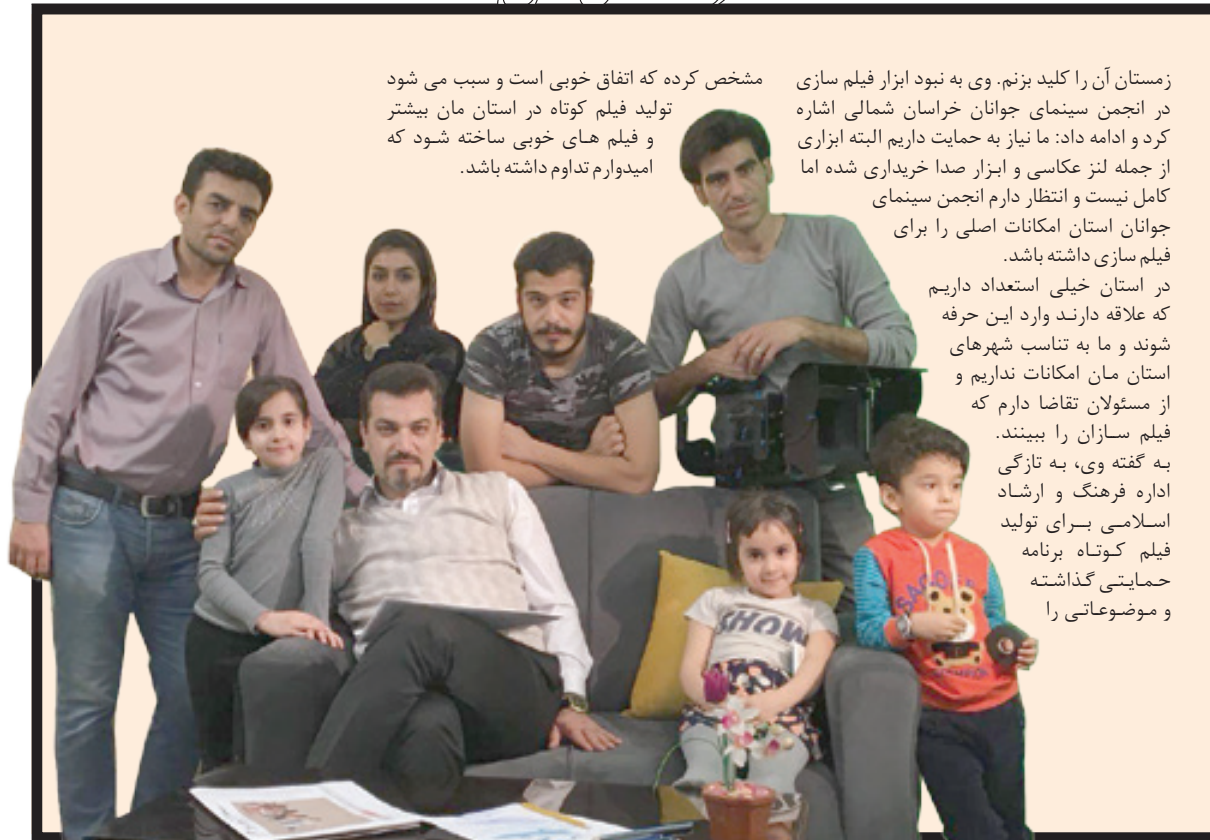 زمستان آن را کلید بزنم. وی به نبود ابزار فیلم سازی
در انجمن سینمای جوانان خراسان شمالی اشاره
کرد و ادامه داد: ما نیاز به حمایت داریم البته ابزاری
از جمله لنز عکاسی و ابزار صدا خریداری شده اما
کامل نیست و انتظار دارم انجمن سینمای
جوانان استان امکانات اصلی را برای
فیلم سازی داشته باشد.
در استان خیلی استعداد داریم
که علاقه دارند وارد این حرفه
شوند و ما به تناسب شهرهای
استان مان امکانات نداریم و
از مسئولان تقاضا دارم که
فیلم سازان را ببینند.
به گفته وی، به تازگی
اداره فرهنگ و ارشاد
اسلامی برای تولید
فیلم کوتاه برنامه
حمایتی گذاشته
و موضوعاتی را
مشخص کرده که اتفاق خوبی است و سبب می شود
تولید فیلم کوتاه در استان مان بیشتر
و فیلم های خوبی ساخته شود که
امیدوارم تداوم داشته باشد.
SHOW